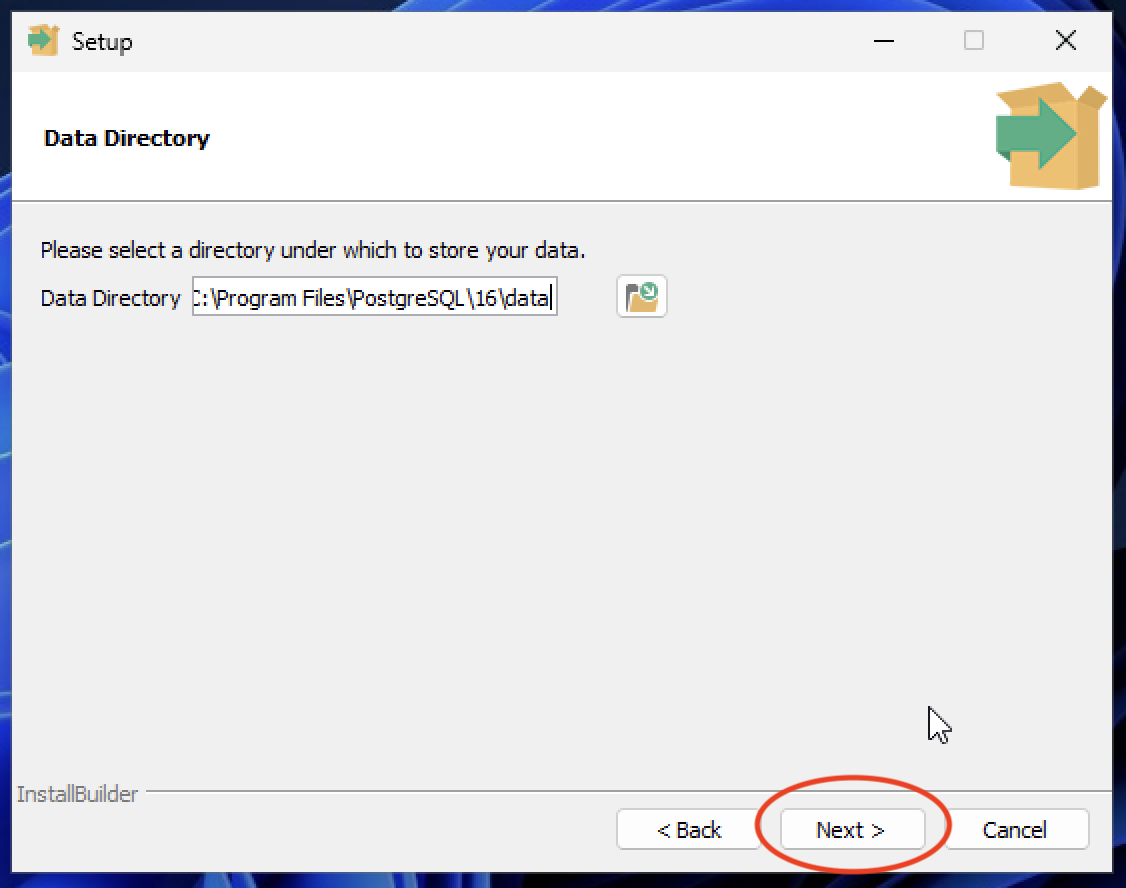 Setup
Data Directory
Please select a directory under which to store your data.
Data Directory C:\Program Files\PostgreSQL\16\data
InstallBuilder
< Back Next > Cancel